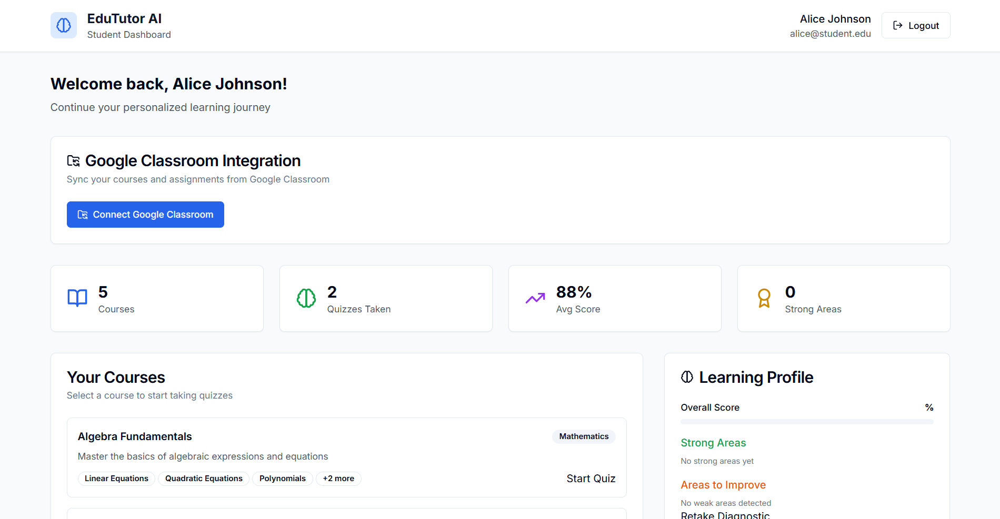 EduTutor AI
Student Dashboard
Alice Johnson
alice@student.edu
Logout
Welcome back, Alice Johnson!
Continue your personalized learning journey
Google Classroom Integration
Sync your courses and assignments from Google Classroom
Connect Google Classroom
5
Courses
2
Quizzes Taken
88%
Avg Score
0
Strong Areas
Your Courses
Select a course to start taking quizzes
Algebra Fundamentals
Mathematics
Master the basics of algebraic expressions and equations
Linear Equations
Quadratic Equations
Polynomials
+2 more
Start Quiz
Learning Profile
Overall Score
%
Strong Areas
No strong areas yet
Areas to Improve
No weak areas detected
Retake Diagnostic